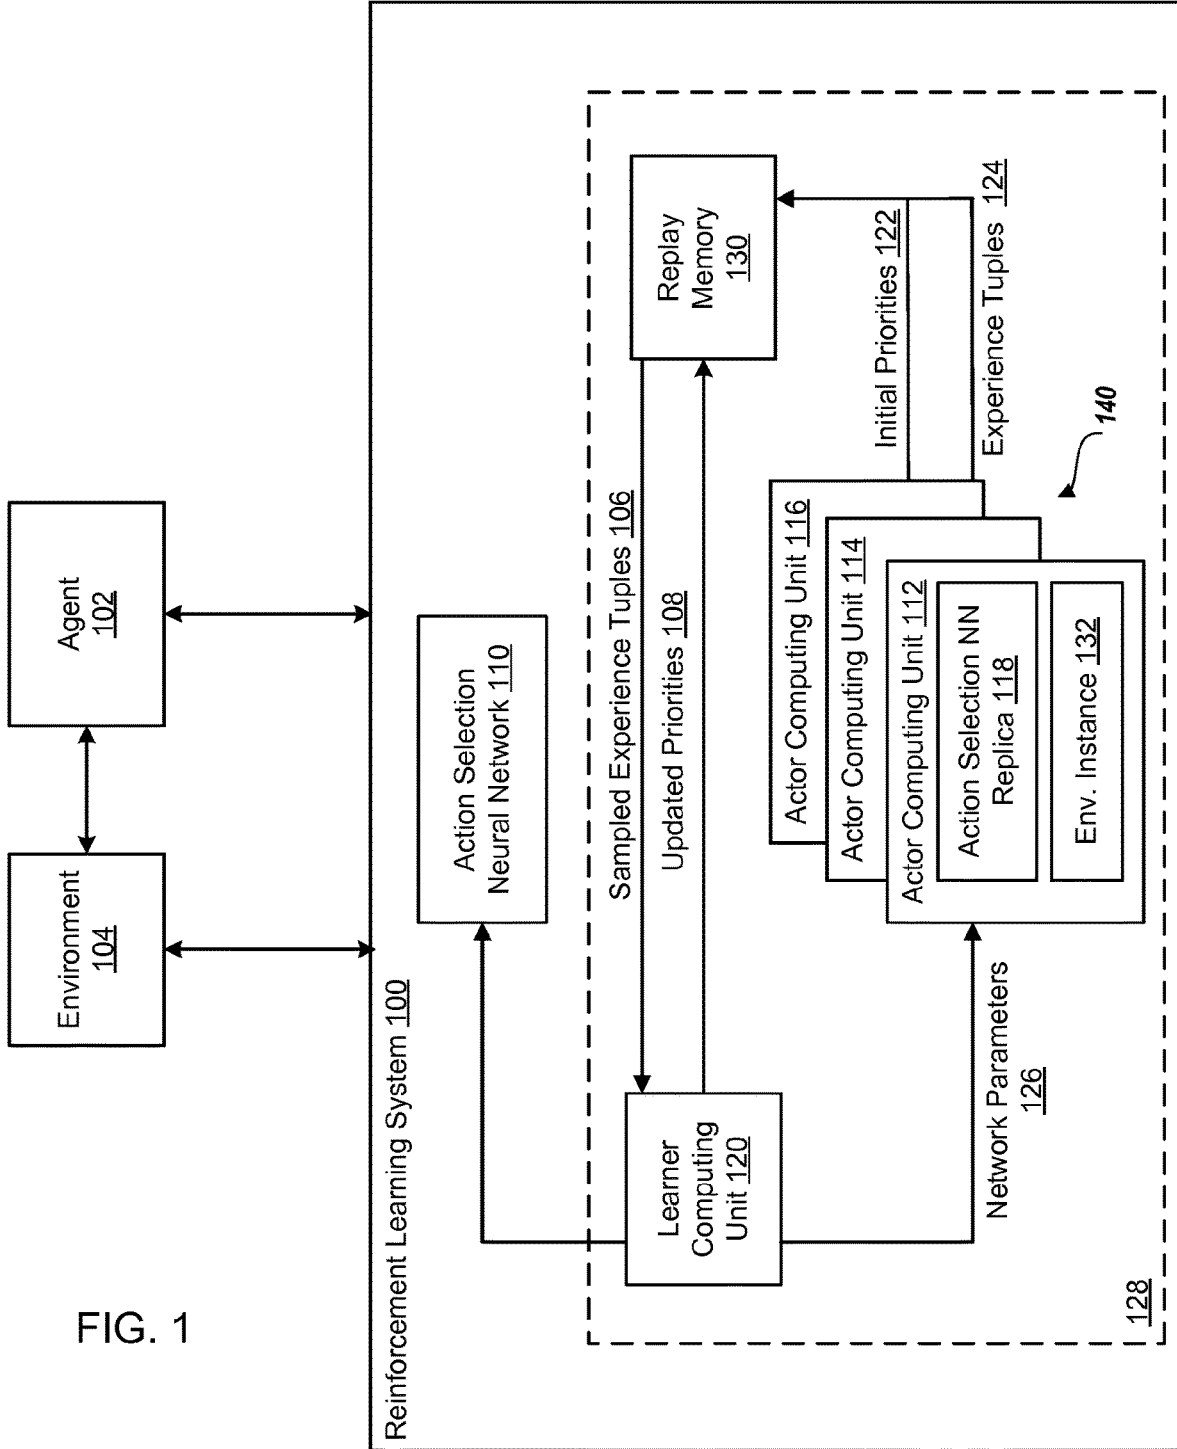 Environment
104
Agent
102
Reinforcement Learning System 100
Action Selection
Neural Network 110
Sampled Experience Tuples 106
Updated Priorities 108
Learner
Computing
Unit 120
Replay
Memory
130
Actor Computing Unit 116
Actor Computing Unit 114
Actor Computing Unit 112
Action Selection NN
Replica 118
Env. Instance 132
Initial Priorities 122
Experience Tuples 124
Network Parameters
126
140
128
FIG. 1